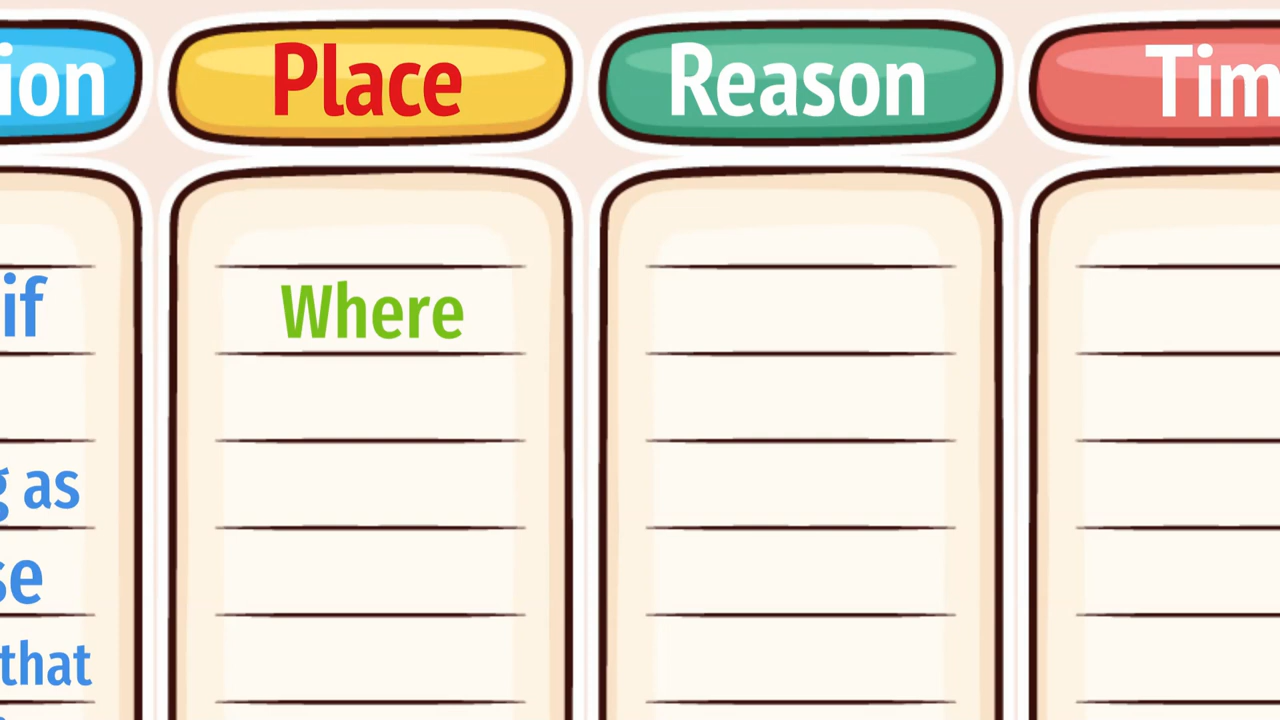 ion Place Reason Tim
if Where
g as
se
that